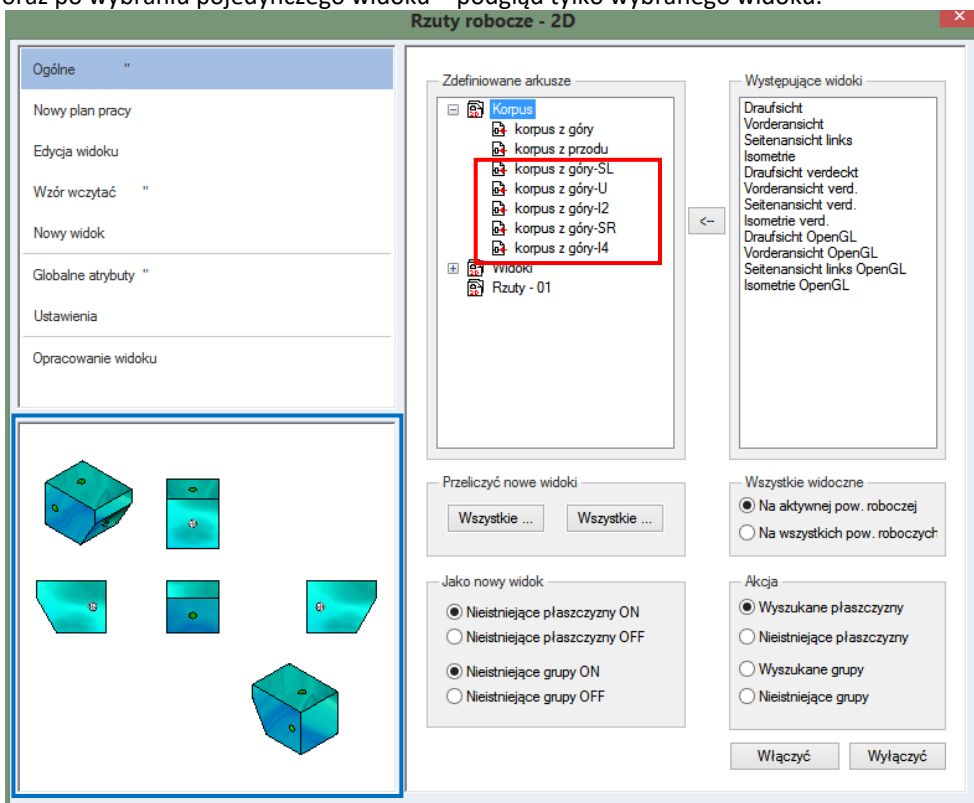 oraz po wybraniu pojedynczego widoku – podgląd tylko wybranego widoku.
Rzuty robocze - 2D
Ogólne "
Nowy plan pracy
Edycja widoku
Wzór wczytać "
Nowy widok
Globalne atrybuty "
Ustawienia
Opracowanie widoku
Zdefiniowane arkusze
Korpus
korpus z góry
korpus z przodu
korpus z góry-SL
korpus z góry-U
korpus z góry-I2
korpus z góry-SR
korpus z góry-I4
Widoki
Rzuty - 01
<--
Występujące widoki
Draufsicht
Vorderansicht
Seitenansicht links
Isometrie
Draufsicht verdeckt
Vorderansicht verd.
Seitenansicht verd.
Isometrie verd.
Draufsicht OpenGL
Vorderansicht OpenGL
Seitenansicht links OpenGL
Isometrie OpenGL
Przeliczyć nowe widoki
Wszystkie ...
Wszystkie ...
Wszystkie widoczne
Na aktywnej pow. roboczej
Na wszystkich pow. roboczych
Jako nowy widok
Nieistniejące płaszczyzny ON
Nieistniejące płaszczyzny OFF
Nieistniejące grupy ON
Nieistniejące grupy OFF
Akcja
Wyszukane płaszczyzny
Nieistniejące płaszczyzny
Wyszukane grupy
Nieistniejące grupy
Włączyć
Wyłączyć